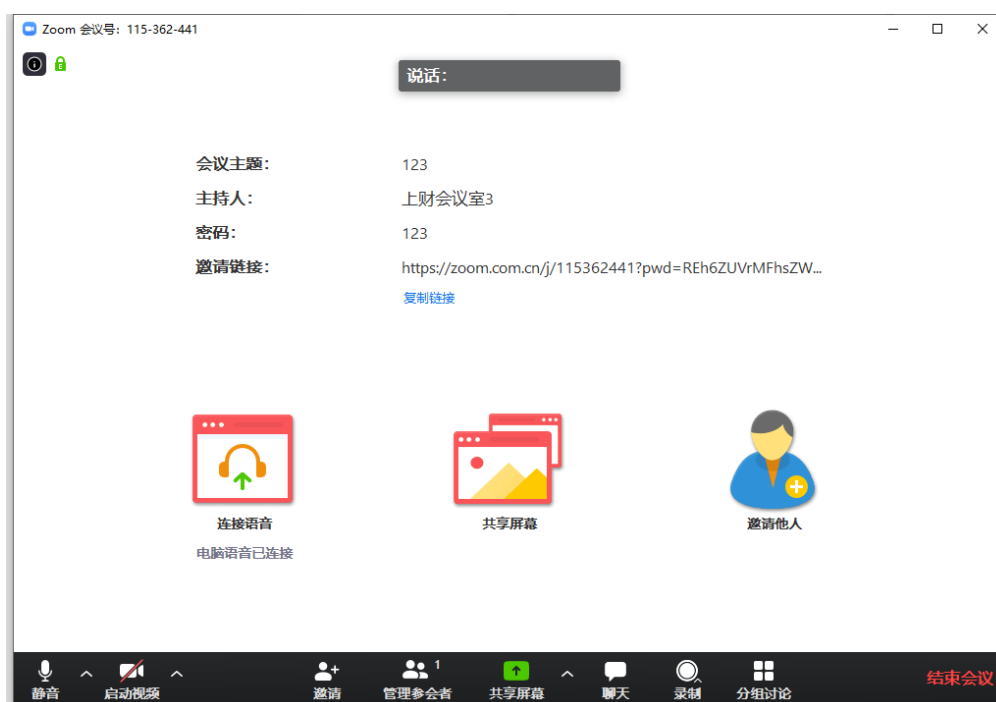 Zoom 会议号：115-362-441
说话：
会议主题： 123
主持人： 上财会议室3
密码： 123
邀请链接： https://zoom.com.cn/j/115362441?pwd=REh6ZUVrMFhsZW...
复制链接
连接语音 共享屏幕 邀请他人
电脑语音已连接
1
静音 启动视频 邀请 管理参会者 共享屏幕 聊天 录制 分组讨论 结束会议